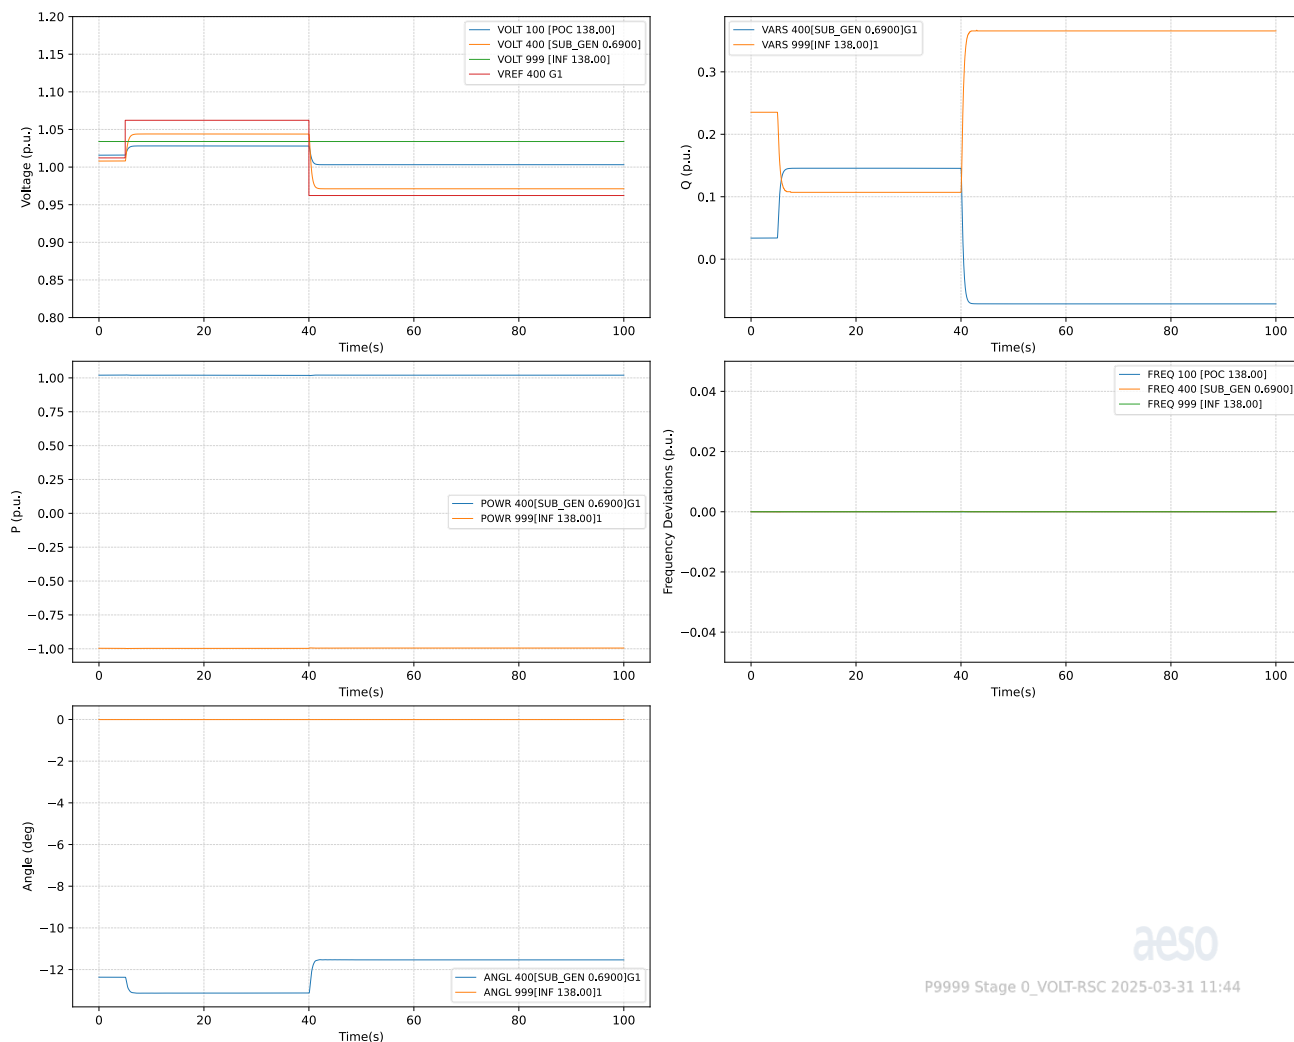 1.20
1.15
1.10
1.05
1.00
0.95
0.90
0.85
0.80
Voltage (p.u.)
VOLT 100 [POC 138.00]
VOLT 400 [SUB_GEN 0.6900]
VOLT 999 [INF 138.00]
VREF 400 G1
0 20 40 60 80 100
Time(s)
0.3
0.2
0.1
0.0
Q (p.u.)
VARS 400[SUB_GEN 0.6900]G1
VARS 999[INF 138.00]1
0 20 40 60 80 100
Time(s)
1.00
0.75
0.50
0.25
0.00
−0.25
−0.50
−0.75
−1.00
P (p.u.)
POWR 400[SUB_GEN 0.6900]G1
POWR 999[INF 138.00]1
0 20 40 60 80 100
Time(s)
0.04
0.02
0.00
−0.02
−0.04
Frequency Deviations (p.u.)
FREQ 100 [POC 138.00]
FREQ 400 [SUB_GEN 0.6900]
FREQ 999 [INF 138.00]
0 20 40 60 80 100
Time(s)
0
−2
−4
−6
−8
−10
−12
Angle (deg)
ANGL 400[SUB_GEN 0.6900]G1
ANGL 999[INF 138.00]1
0 20 40 60 80 100
Time(s)
aeso
P9999 Stage 0_VOLT-RSC 2025-03-31 11:44